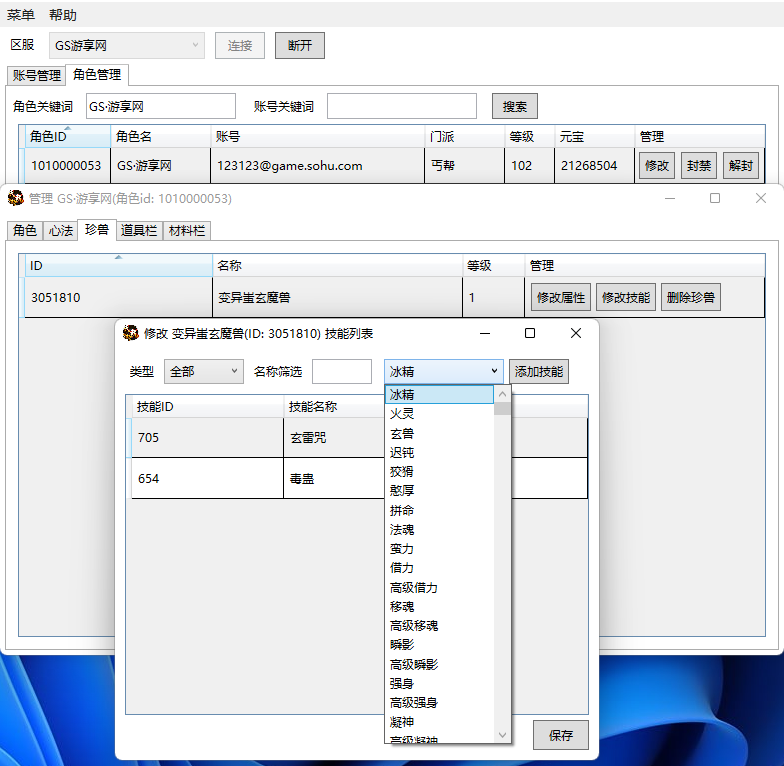 菜单 帮助
区服 GS游享网 连接 断开
账号管理 角色管理
角色关键词 GS·游享网 账号关键词 搜索
角色ID 角色名 账号 门派 等级 元宝 管理
1010000053 GS·游享网 123123@game.sohu.com 丐帮 102 21268504 修改 封禁 解封
管理 GS·游享网(角色id: 1010000053)
角色 心法 珍兽 道具栏 材料栏
ID 名称 等级 管理
3051810 变异蚩玄魔兽 1 修改属性 修改技能 删除珍兽
修改 变异蚩玄魔兽(ID: 3051810) 技能列表
类型 全部 名称筛选 冰精 添加技能
技能ID 技能名称
705 玄雷咒
654 毒蛊
冰精
火灵
玄兽
迟钝
狡猾
憨厚
拼命
法魂
蛮力
借力
高级借力
移魂
高级移魂
瞬影
高级瞬影
强身
高级强身
凝神
高级凝神
保存